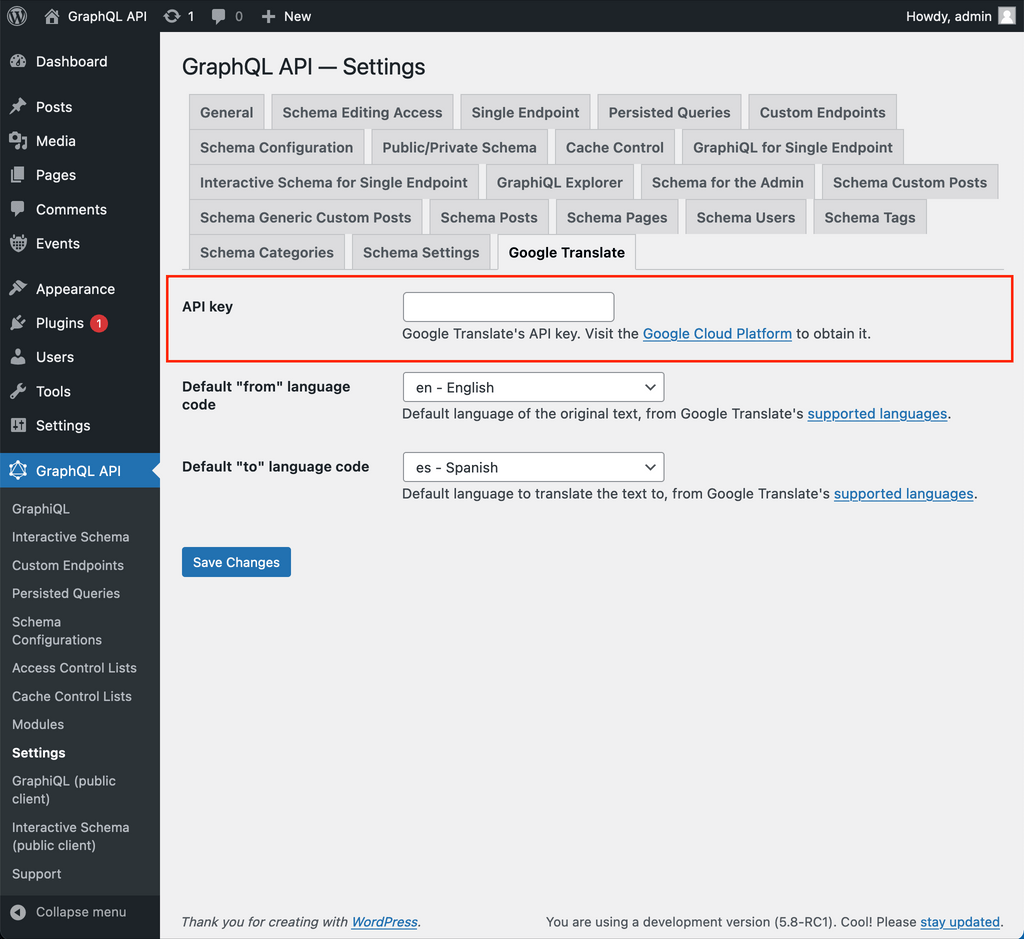 GraphQL API 1 0 New Howdy, admin
Dashboard
Posts
Media
Pages
Comments
Events
Appearance
Plugins 1
Users
Tools
Settings
GraphQL API
GraphiQL
Interactive Schema
Custom Endpoints
Persisted Queries
Schema
Configurations
Access Control Lists
Cache Control Lists
Modules
Settings
GraphiQL (public
client)
Interactive Schema
(public client)
Support
Collapse menu
GraphQL API — Settings
General Schema Editing Access Single Endpoint Persisted Queries Custom Endpoints
Schema Configuration Public/Private Schema Cache Control GraphiQL for Single Endpoint
Interactive Schema for Single Endpoint GraphiQL Explorer Schema for the Admin Schema Custom Posts
Schema Generic Custom Posts Schema Posts Schema Pages Schema Users Schema Tags
Schema Categories Schema Settings Google Translate
API key
Google Translate's API key. Visit the Google Cloud Platform to obtain it.
Default "from" language
code
en - English
Default language of the original text, from Google Translate's supported languages.
Default "to" language code
es - Spanish
Default language to translate the text to, from Google Translate's supported languages.
Save Changes
Thank you for creating with WordPress. You are using a development version (5.8-RC1). Cool! Please stay updated.